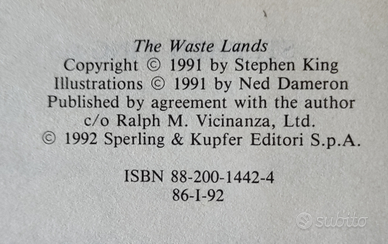 The Waste Lands
Copyright © 1991 by Stephen King
Illustrations © 1991 by Ned Dameron
Published by agreement with the author
c/o Ralph M. Vicinanza, Ltd.
© 1992 Sperling & Kupfer Editori S.p.A.
ISBN 88-200-1442-4
86-I-92
subito